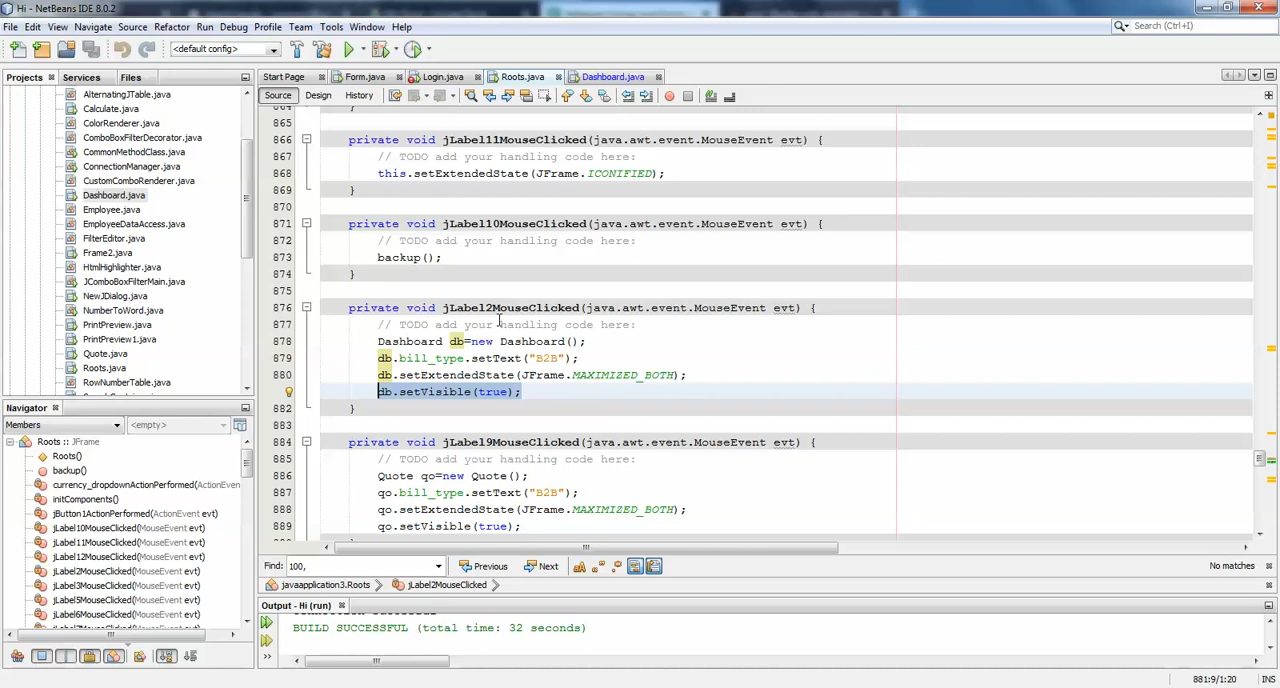 Hi - NetBeans IDE 8.0.2
File Edit View Navigate Source Refactor Run Debug Profile Team Tools Window Help
Search (Ctrl+I)
<default config>
Projects Services Files
Start Page Form.java Login.java Roots.java Dashboard.java
Source Design History
AlternatingJTable.java
Calculate.java
ColorRenderer.java
ComboBoxFilterDecorator.java
CommonMethodClass.java
ConnectionManager.java
CustomComboRenderer.java
Dashboard.java
Employee.java
EmployeeDataAccess.java
FilterEditor.java
Frame2.java
HtmlHighlighter.java
JComboBoxFilterMain.java
NewJDialog.java
NumberToWord.java
PrintPreview.java
PrintPreview1.java
Quote.java
Roots.java
RowNumberTable.java
864 }
865
866 private void jLabel11MouseClicked(java.awt.event.MouseEvent evt) {
867 // TODO add your handling code here:
868 this.setExtendedState(JFrame.ICONIFIED);
869 }
870
871 private void jLabel10MouseClicked(java.awt.event.MouseEvent evt) {
872 // TODO add your handling code here:
873 backup();
874 }
875
876 private void jLabel2MouseClicked(java.awt.event.MouseEvent evt) {
877 // TODO add your handling code here:
878 Dashboard db=new Dashboard();
879 db.bill_type.setText("B2B");
880 db.setExtendedState(JFrame.MAXIMIZED_BOTH);
db.setVisible(true);
882 }
883
884 private void jLabel9MouseClicked(java.awt.event.MouseEvent evt) {
885 // TODO add your handling code here:
886 Quote qo=new Quote();
887 qo.bill_type.setText("B2B");
888 qo.setExtendedState(JFrame.MAXIMIZED_BOTH);
889 qo.setVisible(true);
Navigator
Members <empty>
Roots :: JFrame
Roots()
backup()
currency_dropdownActionPerformed(ActionEven
initComponents()
jButton1ActionPerformed(ActionEvent evt)
jLabel10MouseClicked(MouseEvent evt)
jLabel11MouseClicked(MouseEvent evt)
jLabel12MouseClicked(MouseEvent evt)
jLabel2MouseClicked(MouseEvent evt)
jLabel3MouseClicked(MouseEvent evt)
jLabel5MouseClicked(MouseEvent evt)
jLabel6MouseClicked(MouseEvent evt)
Find: 100, Previous Next No matches
javaapplication3.Roots jLabel2MouseClicked
Output - Hi (run)
BUILD SUCCESSFUL (total time: 32 seconds)
881:9/1:20 INS